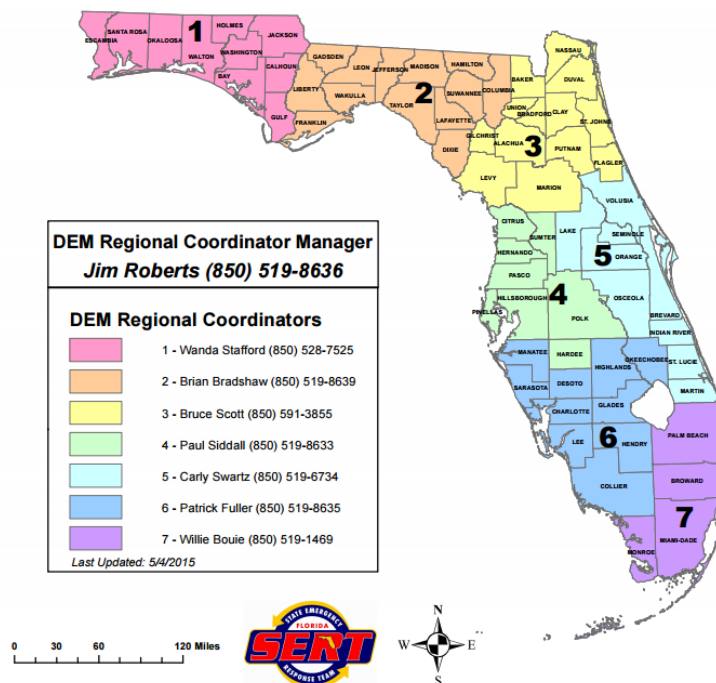 NASSAU
HOLMES
1
SANTA ROSA
JACKSON
ESCAMBIA
OKALOOSA
WALTON
WASHINGTON
CALHOUN
BAY
GULF
GADSDEN
LEON
JEFFERSON
MADISON
HAMILTON
LIBERTY
WAKULLA
2
TAYLOR
SUWANNEE
COLUMBIA
FRANKLIN
LAFAYETTE
DIXIE
BAKER
DUVAL
UNION
BRADFORD
CLAY
ST. JOHNS
GILCHRIST
ALACHUA
3
PUTNAM
FLAGLER
LEVY
MARION
VOLUSIA
CITRUS
SUMTER
LAKE
SEMINOLE
HERNANDO
5
ORANGE
PASCO
OSCEOLA
HILLSBOROUGH
4
PINELLAS
POLK
BREVARD
INDIAN RIVER
MANATEE
HARDEE
HIGHLANDS
OKEECHOBEE
ST. LUCIE
SARASOTA
DESOTO
MARTIN
CHARLOTTE
GLADES
LEE
6
HENDRY
PALM BEACH
COLLIER
BROWARD
7
MIAMI-DADE
MONROE
DEM Regional Coordinator Manager
Jim Roberts (850) 519-8636
DEM Regional Coordinators
1 - Wanda Stafford (850) 528-7525
2 - Brian Bradshaw (850) 519-8639
3 - Bruce Scott (850) 591-3855
4 - Paul Siddall (850) 519-8633
5 - Carly Swartz (850) 519-6734
6 - Patrick Fuller (850) 519-8635
7 - Willie Bouie (850) 519-1469
Last Updated: 5/4/2015
0 30 60 120 Miles
STATE EMERGENCY
FLORIDA
SERT
RESPONSE TEAM
N
W E
S